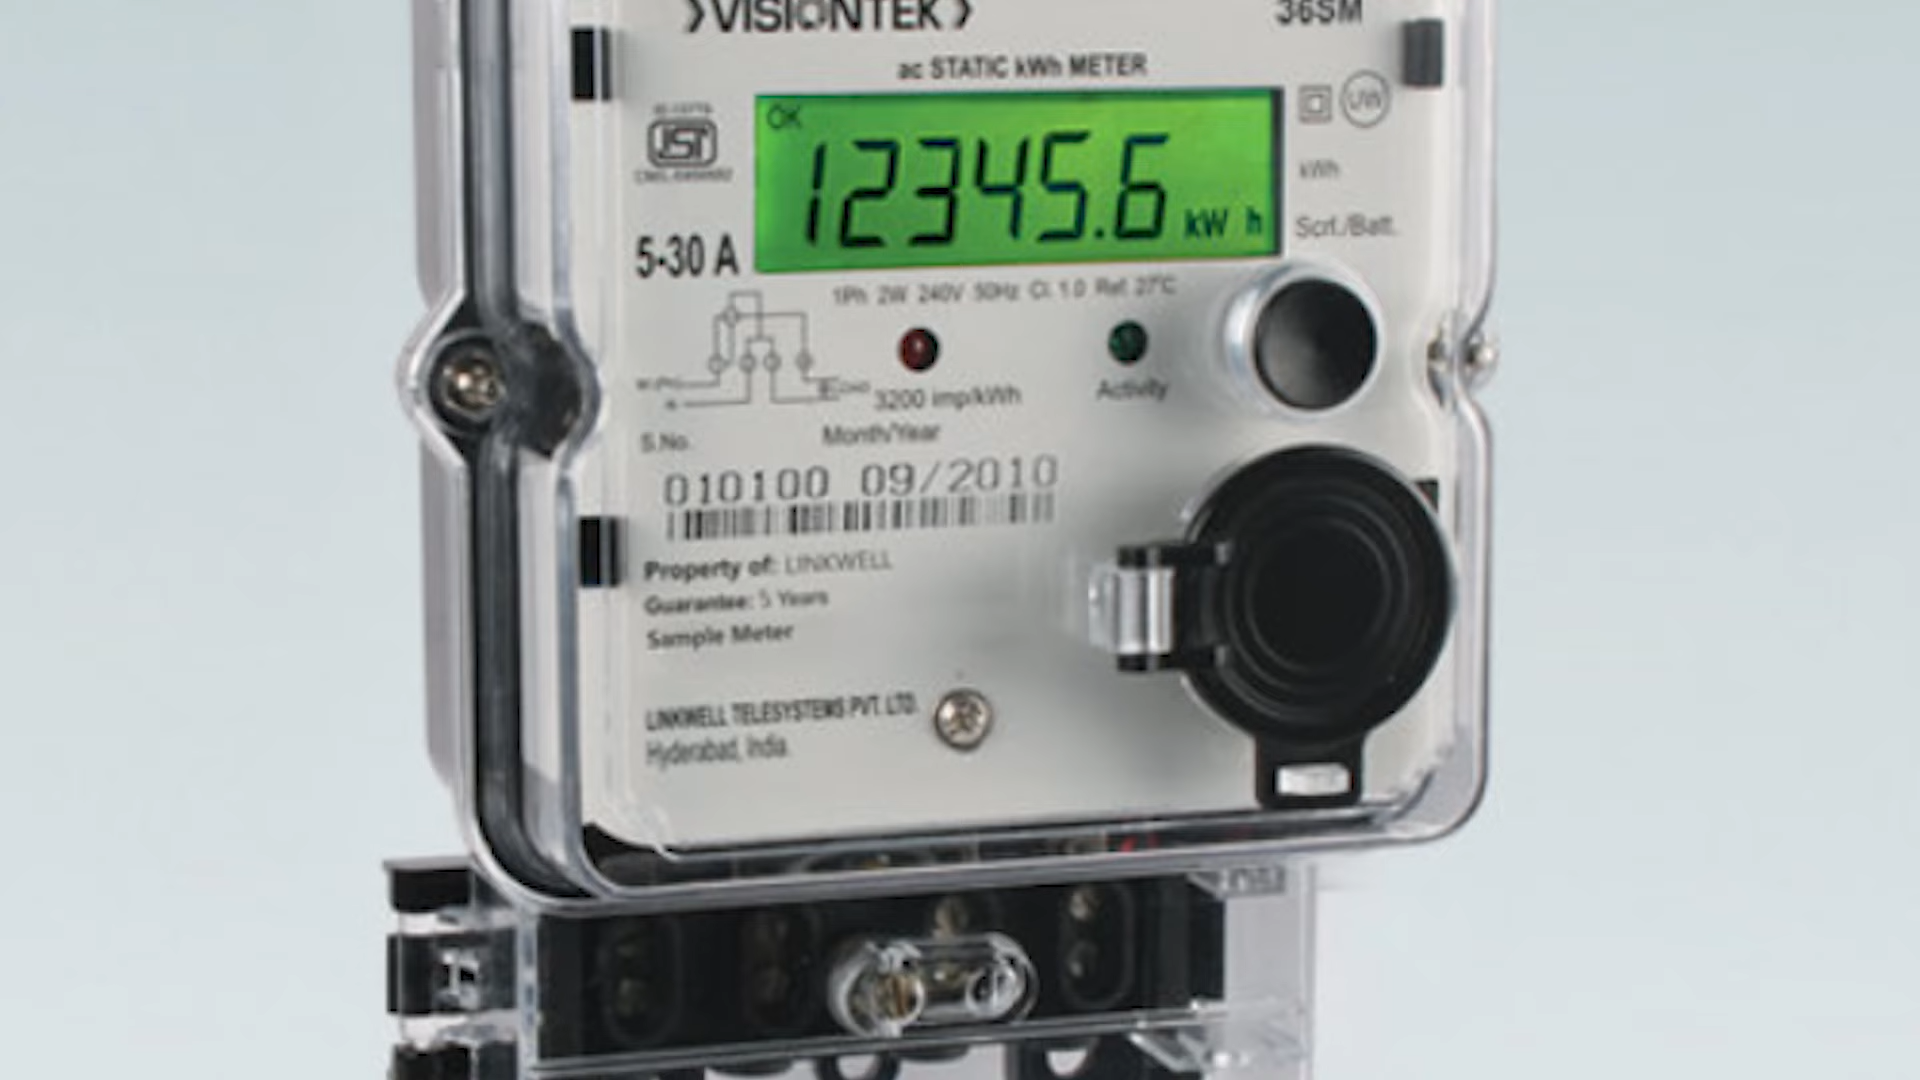 VISIONTEK
36SM
ac STATIC kWh METER
OK
12345.6 kW h
UW
kWh
Scrl./Batt.
5-30 A
1Ph 2W 240V 50Hz Cl. 1.0 Ref. 27°C
3200 imp/kWh
Activity
S.No.
Month/Year
010100 09/2010
Property of: LINKWELL
Guarantee: 5 Years
Sample Meter
LINKWELL TELESYSTEMS PVT. LTD.
Hyderabad, India.